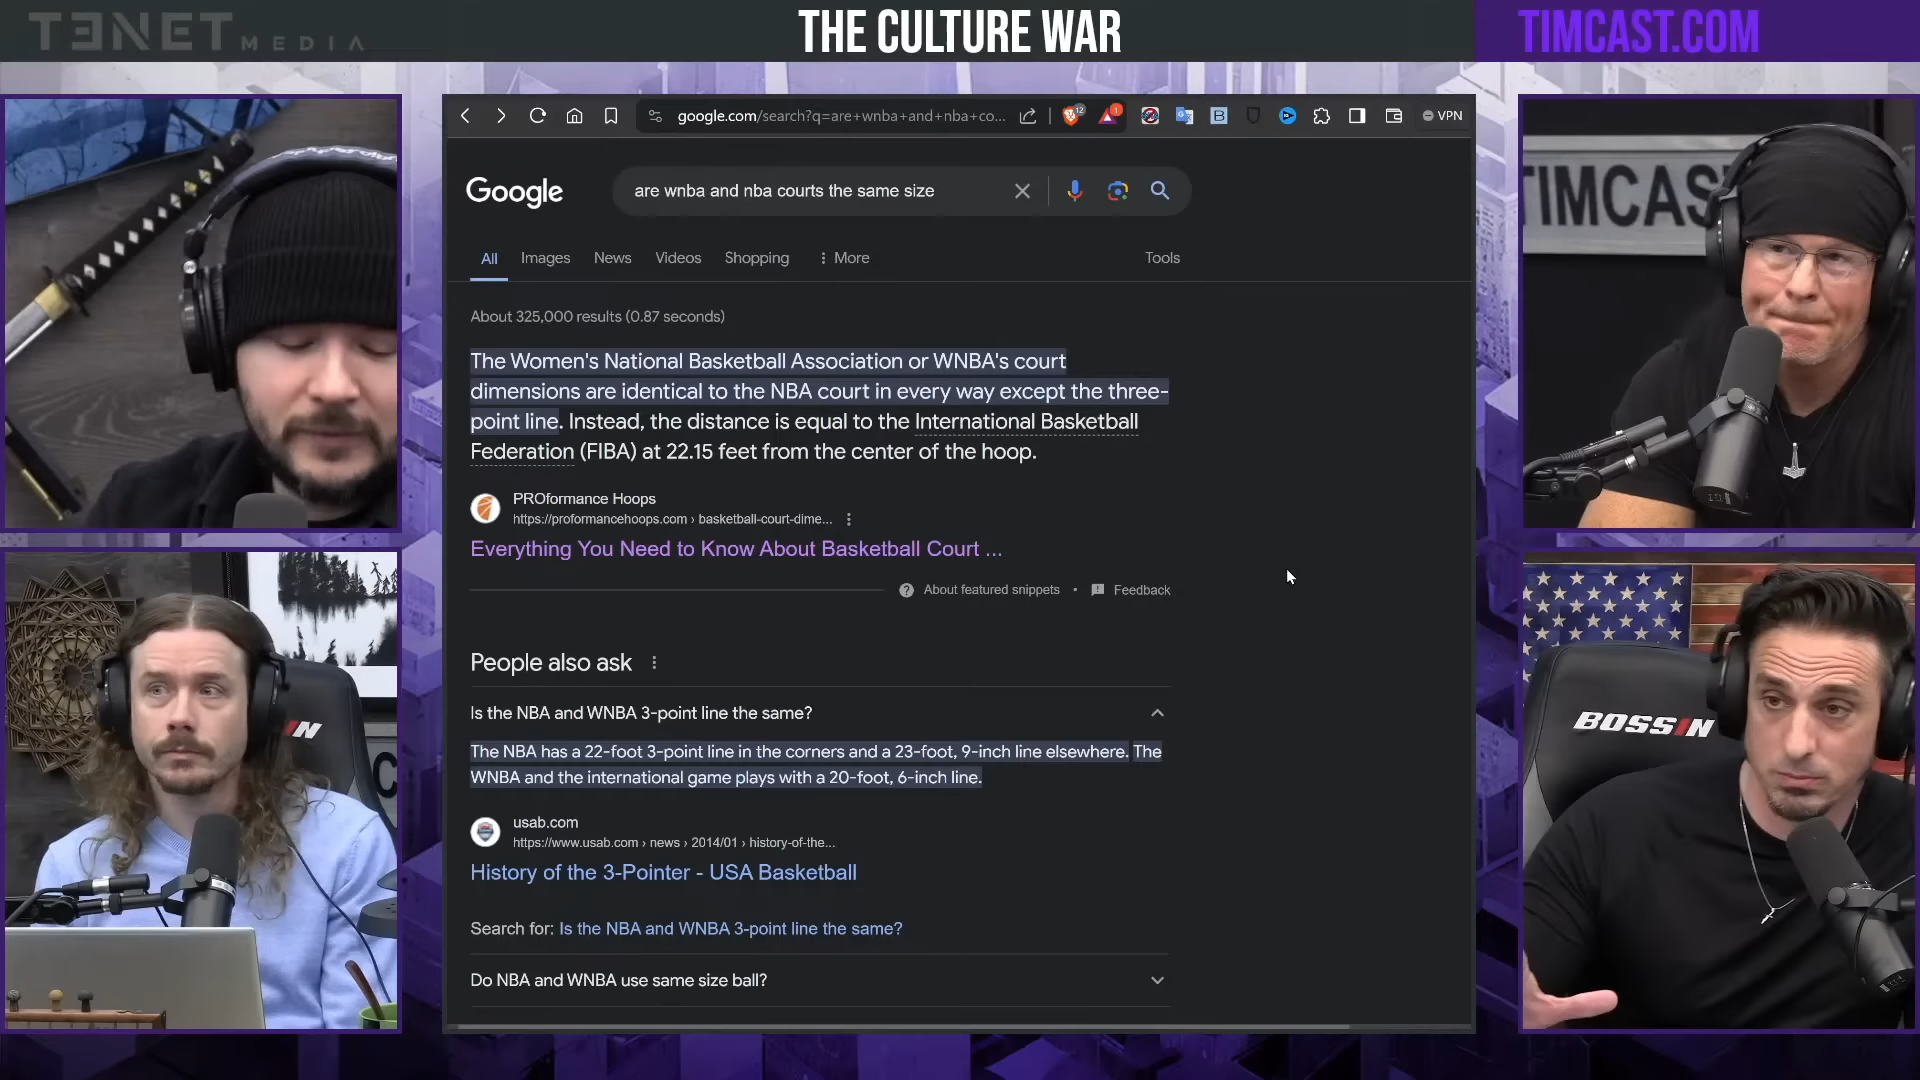 TENET MEDIA
THE CULTURE WAR
TIMCAST.COM
google.com/search?q=are+wnba+and+nba+co...
12
1
B
VPN
Google
are wnba and nba courts the same size
All
Images
News
Videos
Shopping
More
Tools
About 325,000 results (0.87 seconds)
The Women's National Basketball Association or WNBA's court
dimensions are identical to the NBA court in every way except the three-
point line. Instead, the distance is equal to the International Basketball
Federation (FIBA) at 22.15 feet from the center of the hoop.
PROformance Hoops
https://proformancehoops.com › basketball-court-dime...
Everything You Need to Know About Basketball Court ...
About featured snippets
•
Feedback
People also ask
Is the NBA and WNBA 3-point line the same?
The NBA has a 22-foot 3-point line in the corners and a 23-foot, 9-inch line elsewhere. The
WNBA and the international game plays with a 20-foot, 6-inch line.
usab.com
https://www.usab.com › news › 2014/01 › history-of-the...
History of the 3-Pointer - USA Basketball
Search for: Is the NBA and WNBA 3-point line the same?
Do NBA and WNBA use same size ball?
TIMCAS
IN
BOSSIN